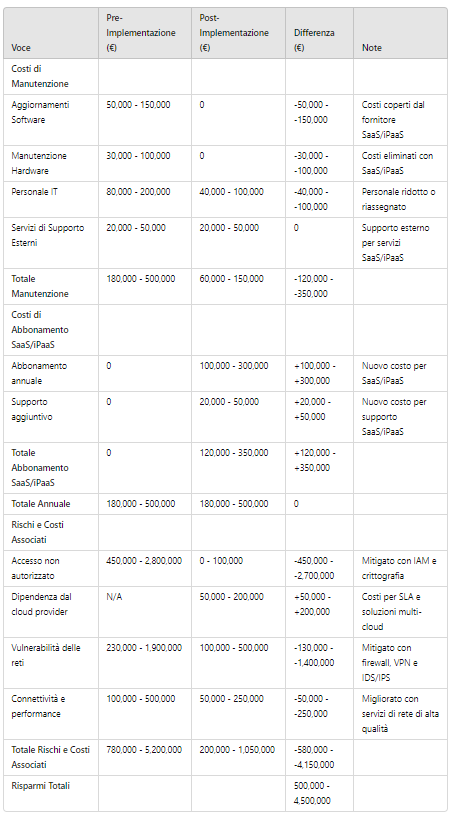 Voce | Pre-Implementazione (€) | Post-Implementazione (€) | Differenza (€) | Note
Costi di Manutenzione
Aggiornamenti Software | 50,000 - 150,000 | 0 | -50,000 - -150,000 | Costi coperti dal fornitore SaaS/iPaaS
Manutenzione Hardware | 30,000 - 100,000 | 0 | -30,000 - -100,000 | Costi eliminati con SaaS/iPaaS
Personale IT | 80,000 - 200,000 | 40,000 - 100,000 | -40,000 - -100,000 | Personale ridotto o riassegnato
Servizi di Supporto Esterni | 20,000 - 50,000 | 20,000 - 50,000 | 0 | Supporto esterno per servizi SaaS/iPaaS
Totale Manutenzione | 180,000 - 500,000 | 60,000 - 150,000 | -120,000 - -350,000
Costi di Abbonamento SaaS/iPaaS
Abbonamento annuale | 0 | 100,000 - 300,000 | +100,000 - +300,000 | Nuovo costo per SaaS/iPaaS
Supporto aggiuntivo | 0 | 20,000 - 50,000 | +20,000 - +50,000 | Nuovo costo per supporto SaaS/iPaaS
Totale Abbonamento SaaS/iPaaS | 0 | 120,000 - 350,000 | +120,000 - +350,000
Totale Annuale | 180,000 - 500,000 | 180,000 - 500,000 | 0
Rischi e Costi Associati
Accesso non autorizzato | 450,000 - 2,800,000 | 0 - 100,000 | -450,000 - -2,700,000 | Mitigato con IAM e crittografia
Dipendenza dal cloud provider | N/A | 50,000 - 200,000 | +50,000 - +200,000 | Costi per SLA e soluzioni multi-cloud
Vulnerabilità delle reti | 230,000 - 1,900,000 | 100,000 - 500,000 | -130,000 - -1,400,000 | Mitigato con firewall, VPN e IDS/IPS
Connettività e performance | 100,000 - 500,000 | 50,000 - 250,000 | -50,000 - -250,000 | Migliorato con servizi di rete di alta qualità
Totale Rischi e Costi Associati | 780,000 - 5,200,000 | 200,000 - 1,050,000 | -580,000 - -4,150,000
Risparmi Totali | 500,000 - 4,500,000